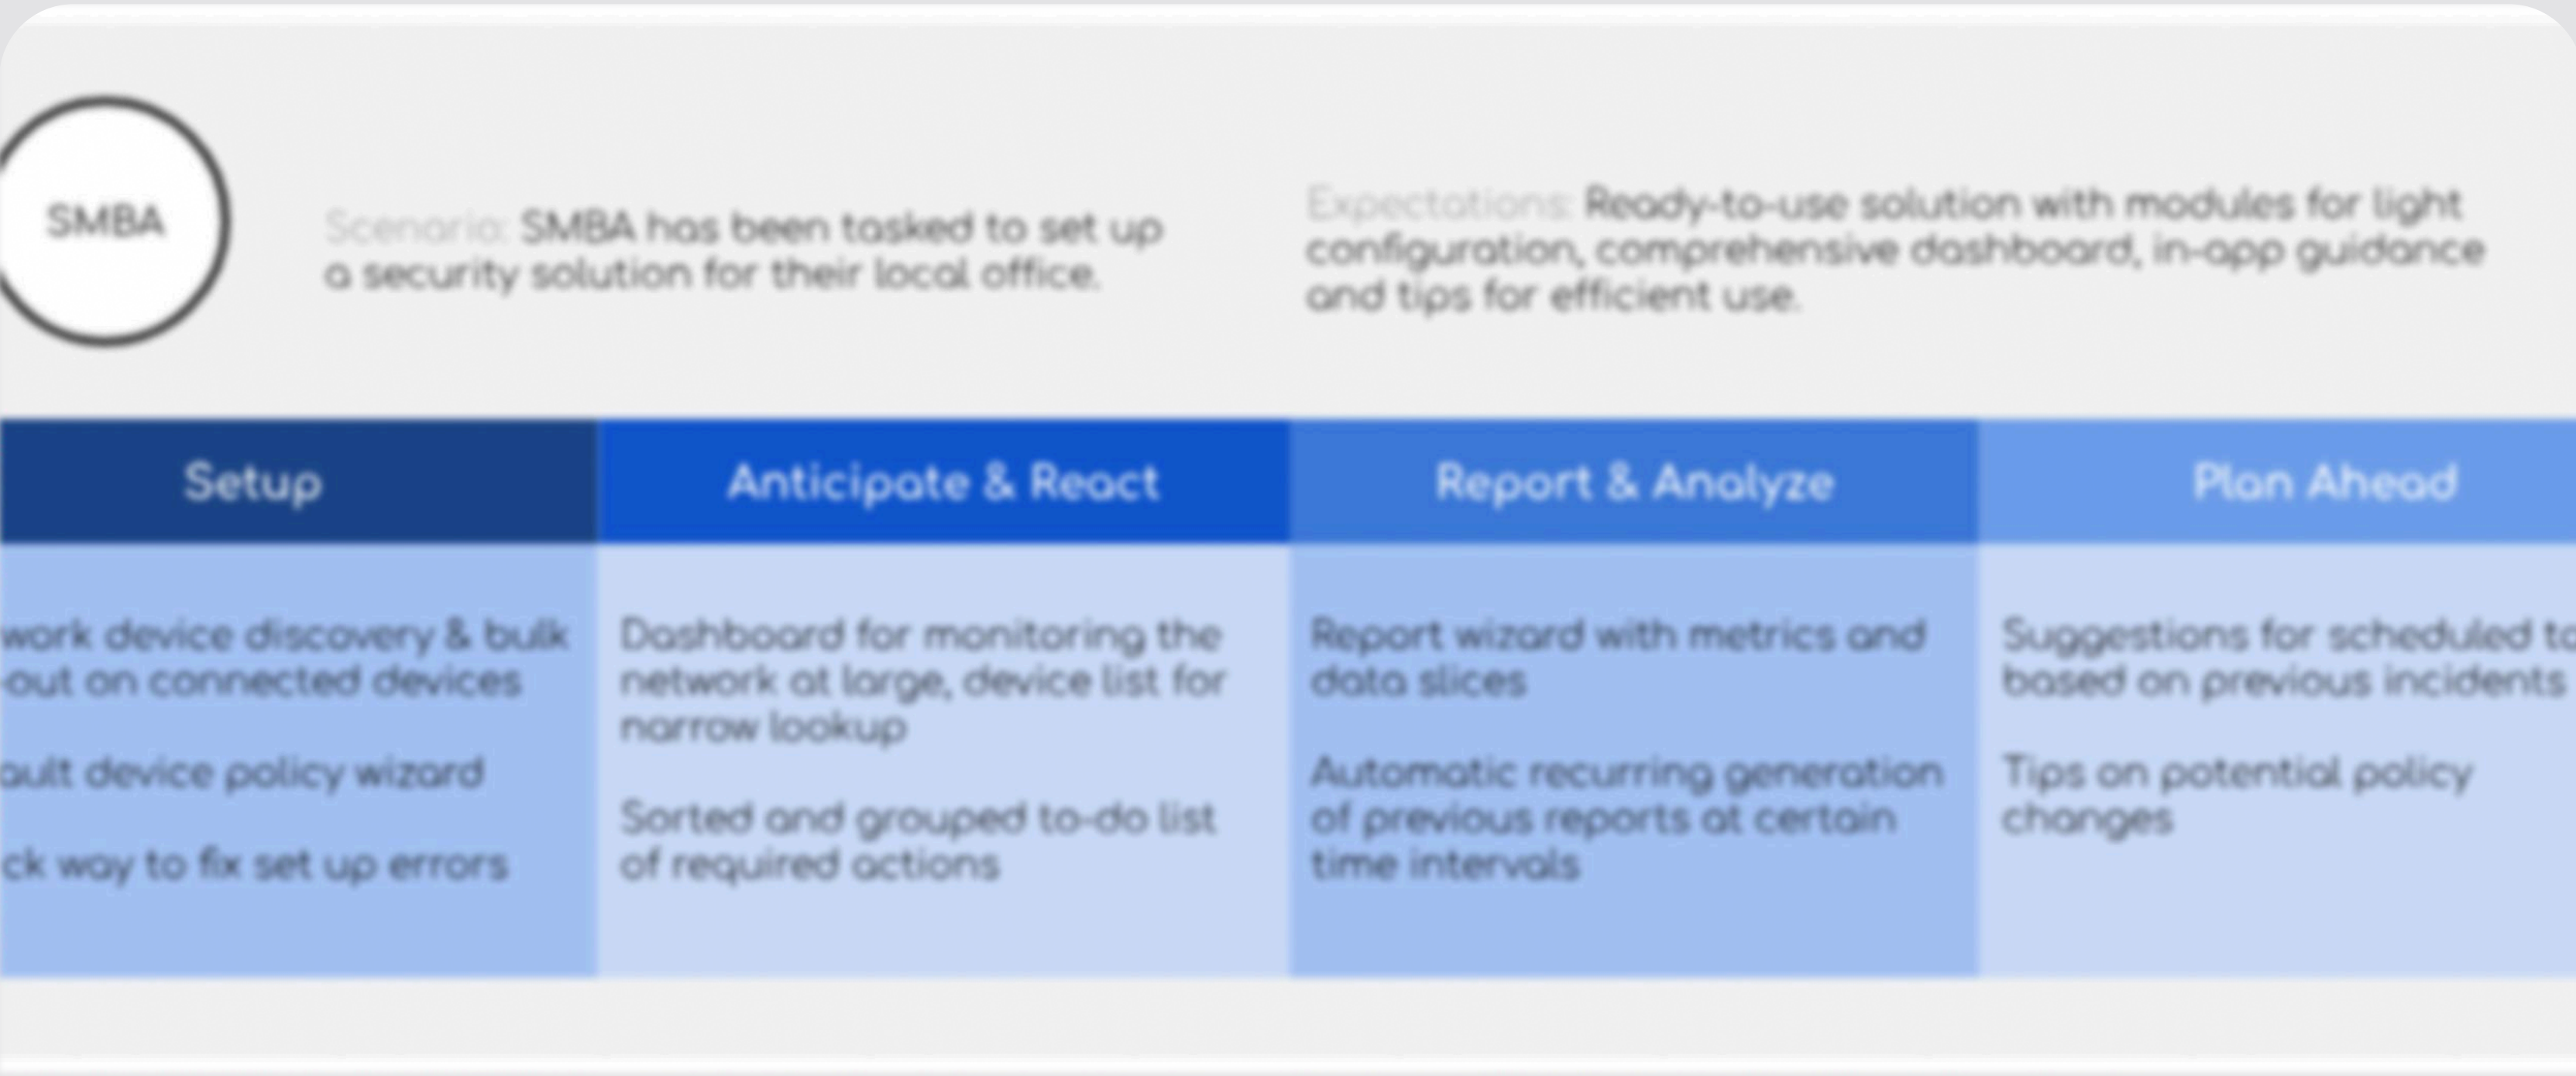 SMBA
Scenario: SMBA has been tasked to set up
a security solution for their local office.
Expectations: Ready-to-use solution with modules for light
configuration, comprehensive dashboard, in-app guidance
and tips for efficient use.
Setup
work device discovery & bulk
-out on connected devices
ault device policy wizard
ck way to fix set up errors
Anticipate & React
Dashboard for monitoring the
network at large, device list for
narrow lookup
Sorted and grouped to-do list
of required actions
Report & Analyze
Report wizard with metrics and
data slices
Automatic recurring generation
of previous reports at certain
time intervals
Plan Ahead
Suggestions for scheduled
based on previous incidents
Tips on potential policy
changes